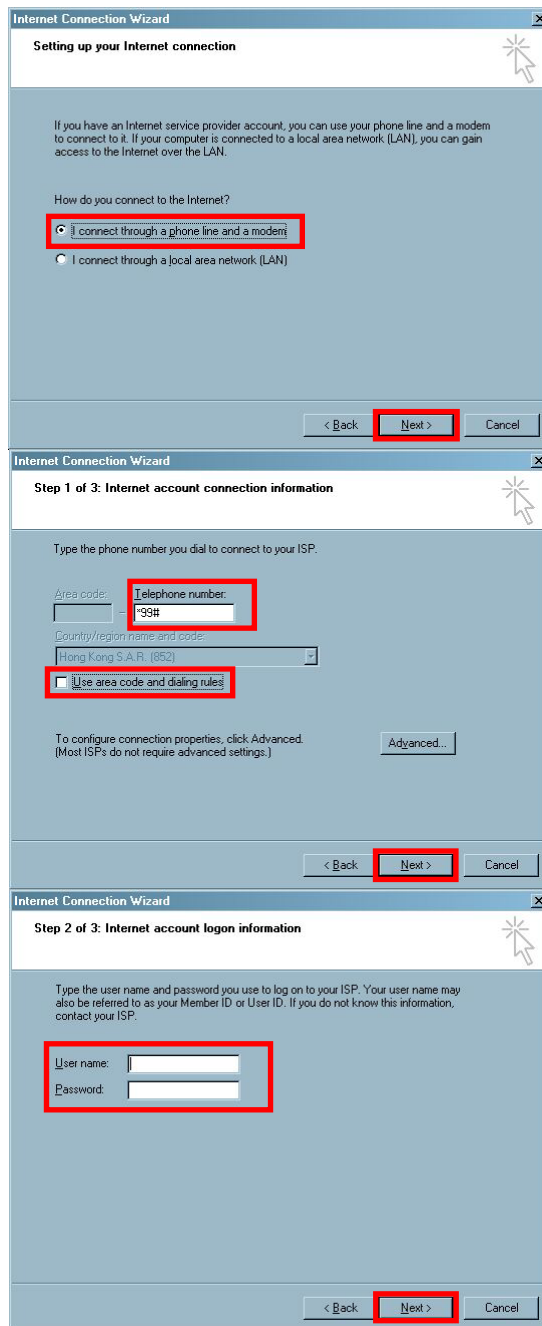 Internet Connection Wizard
Setting up your Internet connection
If you have an Internet service provider account, you can use your phone line and a modem
to connect to it. If your computer is connected to a local area network (LAN), you can gain
access to the Internet over the LAN.
How do you connect to the Internet?
I connect through a phone line and a modem
I connect through a local area network (LAN)
< Back Next > Cancel
Internet Connection Wizard
Step 1 of 3: Internet account connection information
Type the phone number you dial to connect to your ISP.
Area code: Telephone number:
- *99#
Country/region name and code:
Hong Kong S.A.R. (852)
Use area code and dialing rules
To configure connection properties, click Advanced.
(Most ISPs do not require advanced settings.)
Advanced...
< Back Next > Cancel
Internet Connection Wizard
Step 2 of 3: Internet account logon information
Type the user name and password you use to log on to your ISP. Your user name may
also be referred to as your Member ID or User ID. If you do not know this information,
contact your ISP.
User name:
Password:
< Back Next > Cancel